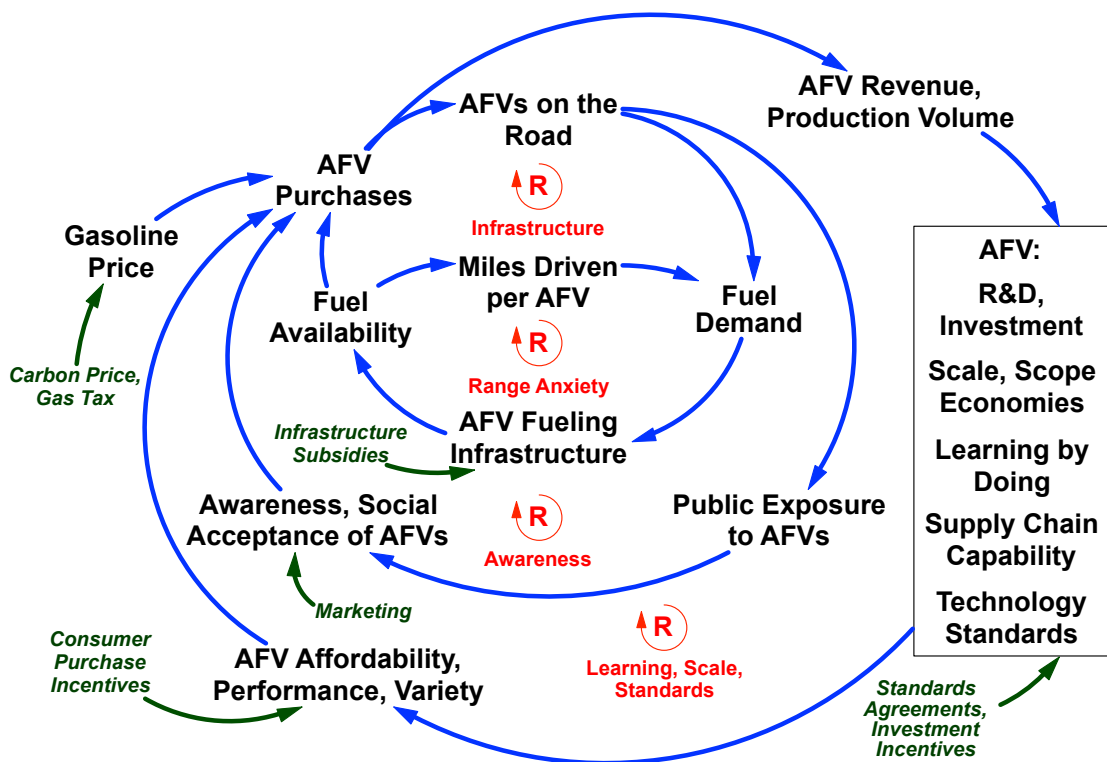 AFV Revenue,
Production Volume
AFVs on the
Road
AFV
Purchases
R
Infrastructure
Gasoline
Price
AFV:
R&D,
Investment
Scale, Scope
Economies
Learning by
Doing
Supply Chain
Capability
Technology
Standards
Miles Driven
per AFV
Fuel
Availability
Fuel
Demand
R
Range Anxiety
Carbon Price,
Gas Tax
AFV Fueling
Infrastructure
Infrastructure
Subsidies
Awareness, Social
Acceptance of AFVs
R
Awareness
Public Exposure
to AFVs
Marketing
R
Learning, Scale,
Standards
Consumer
Purchase
Incentives
AFV Affordability,
Performance, Variety
Standards
Agreements,
Investment
Incentives